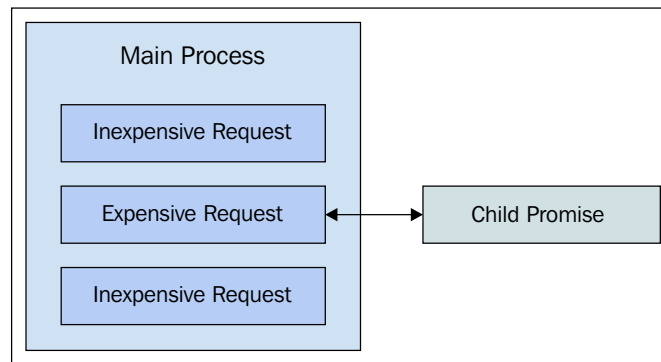 Main Process
Inexpensive Request
Expensive Request
Child Promise
Inexpensive Request